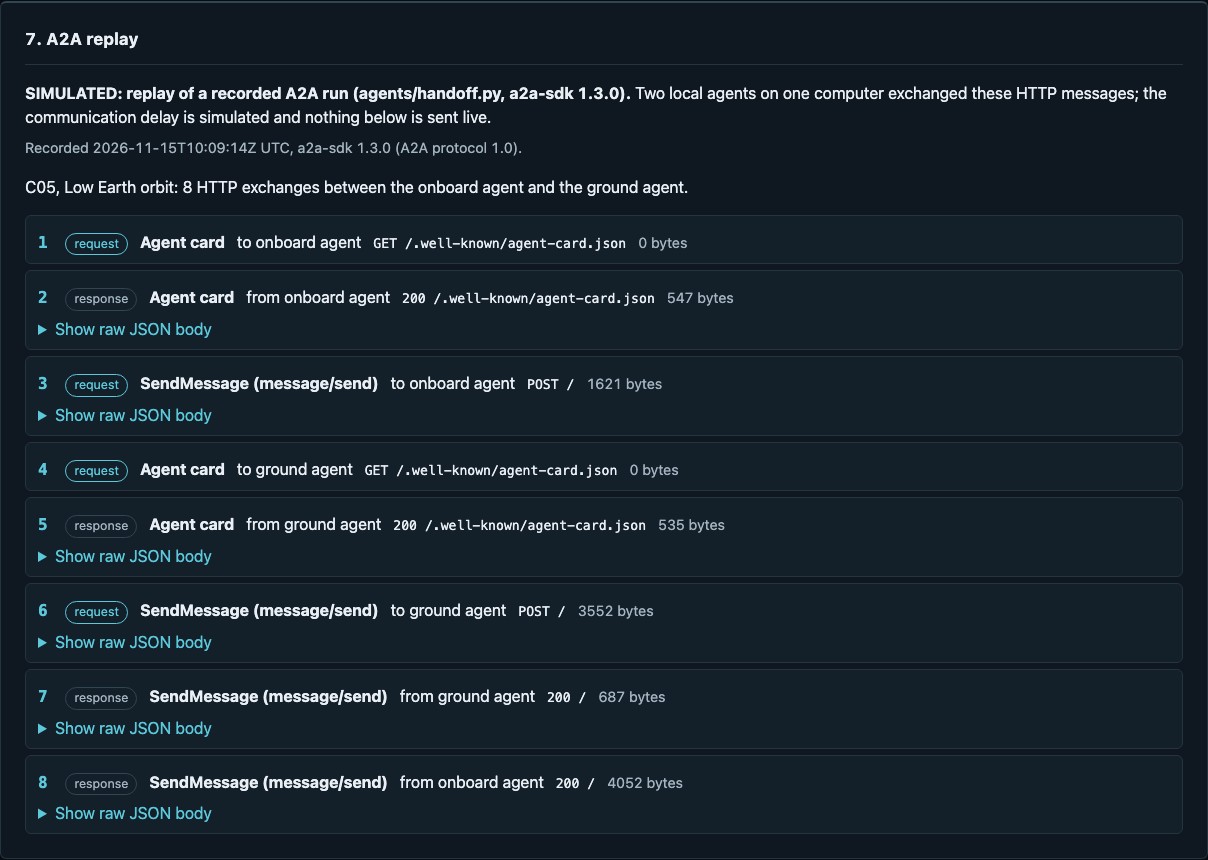 7. A2A replay
SIMULATED: replay of a recorded A2A run (agents/handoff.py, a2a-sdk 1.3.0). Two local agents on one computer exchanged these HTTP messages; the
communication delay is simulated and nothing below is sent live.
Recorded 2026-11-15T10:09:14Z UTC, a2a-sdk 1.3.0 (A2A protocol 1.0).
C05, Low Earth orbit: 8 HTTP exchanges between the onboard agent and the ground agent.
1 request Agent card to onboard agent GET /.well-known/agent-card.json 0 bytes
2 response Agent card from onboard agent 200 /.well-known/agent-card.json 547 bytes
▶ Show raw JSON body
3 request SendMessage (message/send) to onboard agent POST / 1621 bytes
▶ Show raw JSON body
4 request Agent card to ground agent GET /.well-known/agent-card.json 0 bytes
5 response Agent card from ground agent 200 /.well-known/agent-card.json 535 bytes
▶ Show raw JSON body
6 request SendMessage (message/send) to ground agent POST / 3552 bytes
▶ Show raw JSON body
7 response SendMessage (message/send) from ground agent 200 / 687 bytes
▶ Show raw JSON body
8 response SendMessage (message/send) from onboard agent 200 / 4052 bytes
▶ Show raw JSON body